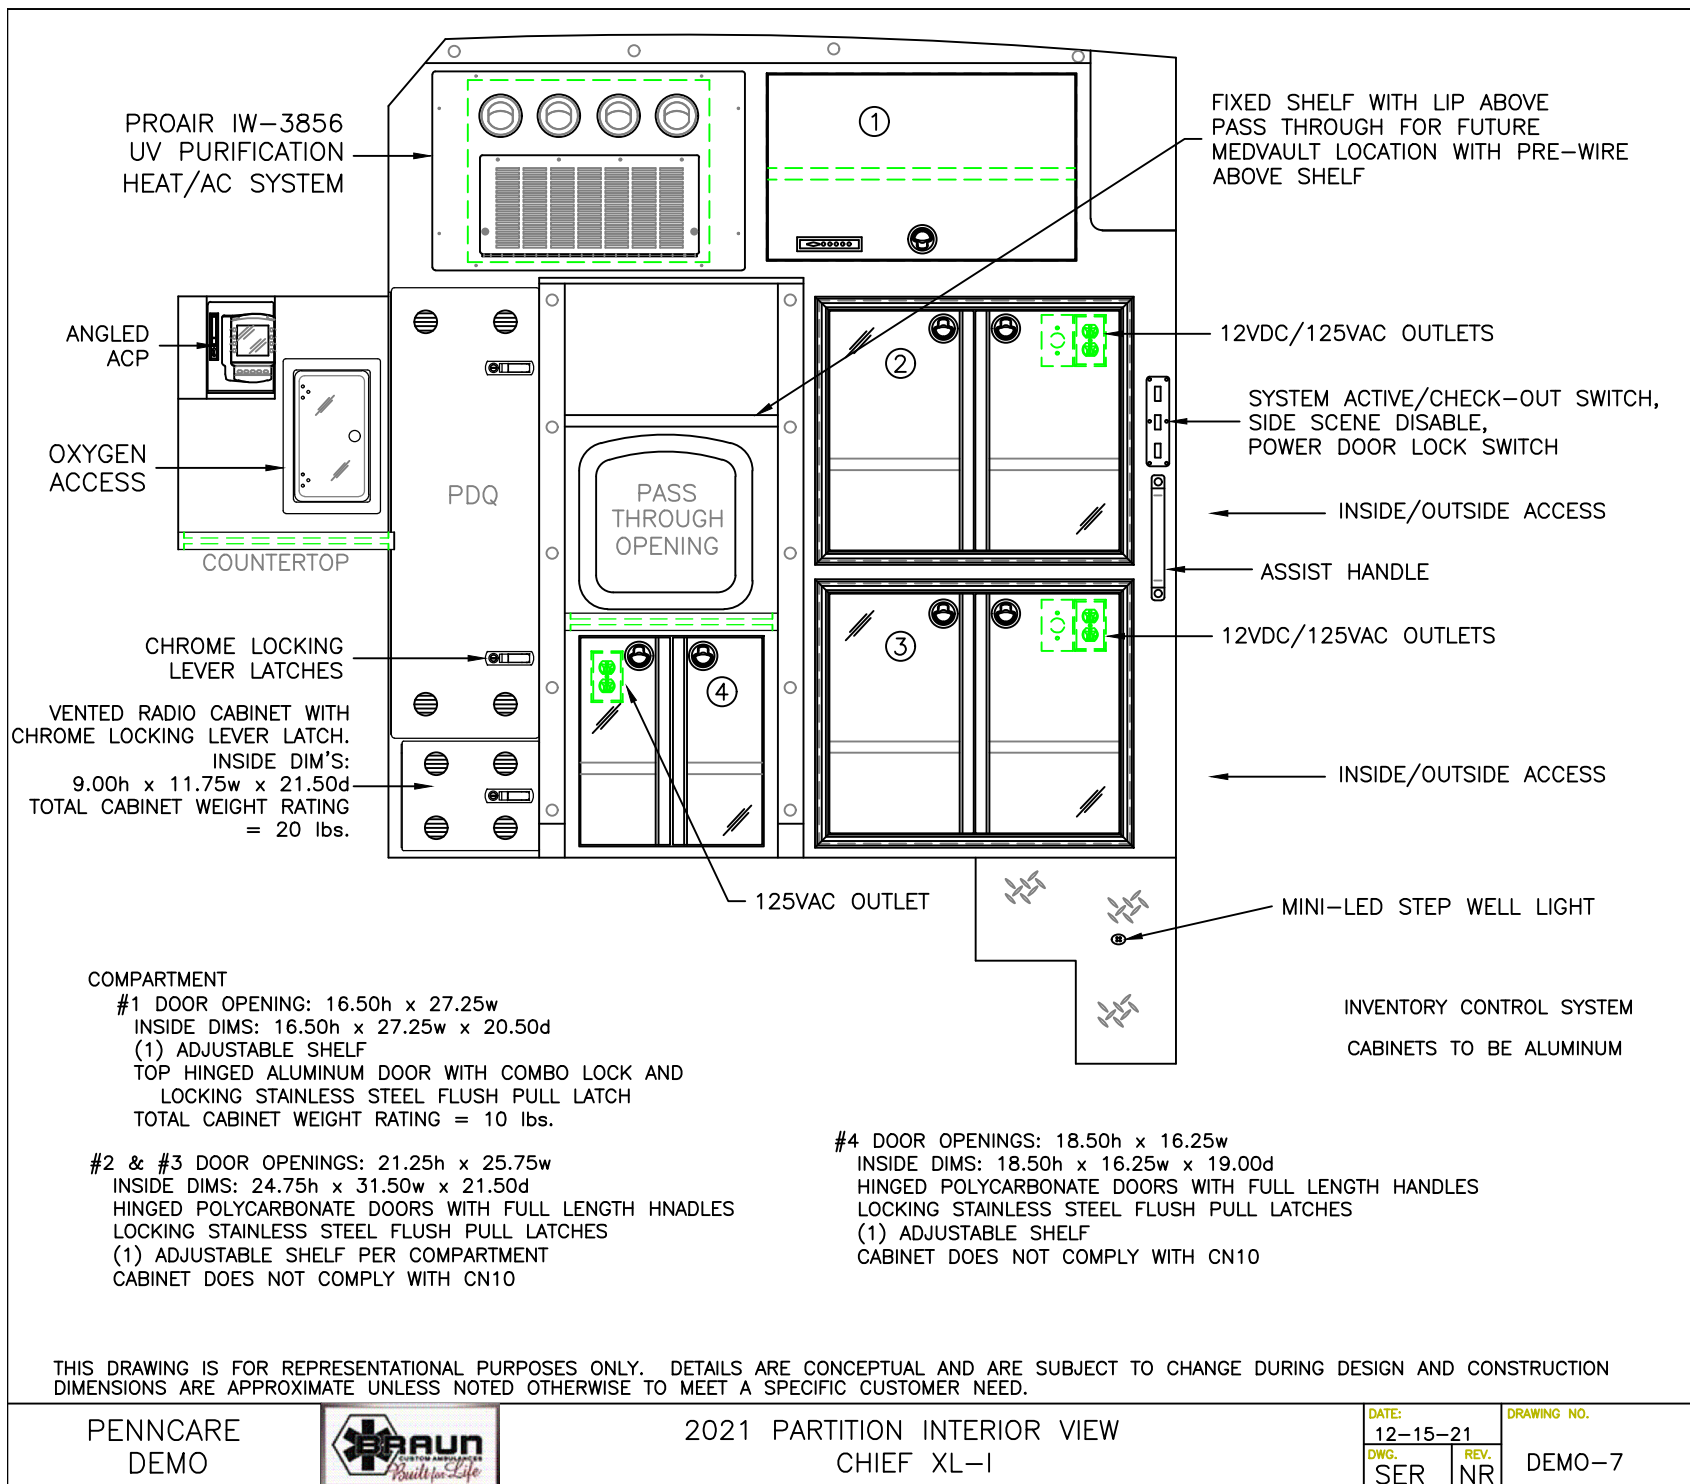 PROAIR IW-3856
UV PURIFICATION
HEAT/AC SYSTEM
1
FIXED SHELF WITH LIP ABOVE
PASS THROUGH FOR FUTURE
MEDVAULT LOCATION WITH PRE-WIRE
ABOVE SHELF
ANGLED
ACP
2
12VDC/125VAC OUTLETS
SYSTEM ACTIVE/CHECK-OUT SWITCH,
SIDE SCENE DISABLE,
POWER DOOR LOCK SWITCH
OXYGEN
ACCESS
PDQ
PASS
THROUGH
OPENING
INSIDE/OUTSIDE ACCESS
COUNTERTOP
ASSIST HANDLE
CHROME LOCKING
LEVER LATCHES
3
12VDC/125VAC OUTLETS
4
VENTED RADIO CABINET WITH
CHROME LOCKING LEVER LATCH.
INSIDE DIM'S:
9.00h x 11.75w x 21.50d
TOTAL CABINET WEIGHT RATING
= 20 lbs.
INSIDE/OUTSIDE ACCESS
125VAC OUTLET
MINI-LED STEP WELL LIGHT
COMPARTMENT
#1 DOOR OPENING: 16.50h x 27.25w
INSIDE DIMS: 16.50h x 27.25w x 20.50d
(1) ADJUSTABLE SHELF
TOP HINGED ALUMINUM DOOR WITH COMBO LOCK AND
LOCKING STAINLESS STEEL FLUSH PULL LATCH
TOTAL CABINET WEIGHT RATING = 10 lbs.
INVENTORY CONTROL SYSTEM
CABINETS TO BE ALUMINUM
#2 & #3 DOOR OPENINGS: 21.25h x 25.75w
INSIDE DIMS: 24.75h x 31.50w x 21.50d
HINGED POLYCARBONATE DOORS WITH FULL LENGTH HNADLES
LOCKING STAINLESS STEEL FLUSH PULL LATCHES
(1) ADJUSTABLE SHELF PER COMPARTMENT
CABINET DOES NOT COMPLY WITH CN10
#4 DOOR OPENINGS: 18.50h x 16.25w
INSIDE DIMS: 18.50h x 16.25w x 19.00d
HINGED POLYCARBONATE DOORS WITH FULL LENGTH HANDLES
LOCKING STAINLESS STEEL FLUSH PULL LATCHES
(1) ADJUSTABLE SHELF
CABINET DOES NOT COMPLY WITH CN10
THIS DRAWING IS FOR REPRESENTATIONAL PURPOSES ONLY. DETAILS ARE CONCEPTUAL AND ARE SUBJECT TO CHANGE DURING DESIGN AND CONSTRUCTION
DIMENSIONS ARE APPROXIMATE UNLESS NOTED OTHERWISE TO MEET A SPECIFIC CUSTOMER NEED.
PENNCARE
DEMO
BRAUN
CUSTOM AMBULANCES
Built for Life
2021 PARTITION INTERIOR VIEW
CHIEF XL-I
DATE:
12-15-21
DWG.
SER
REV.
NR
DRAWING NO.
DEMO-7